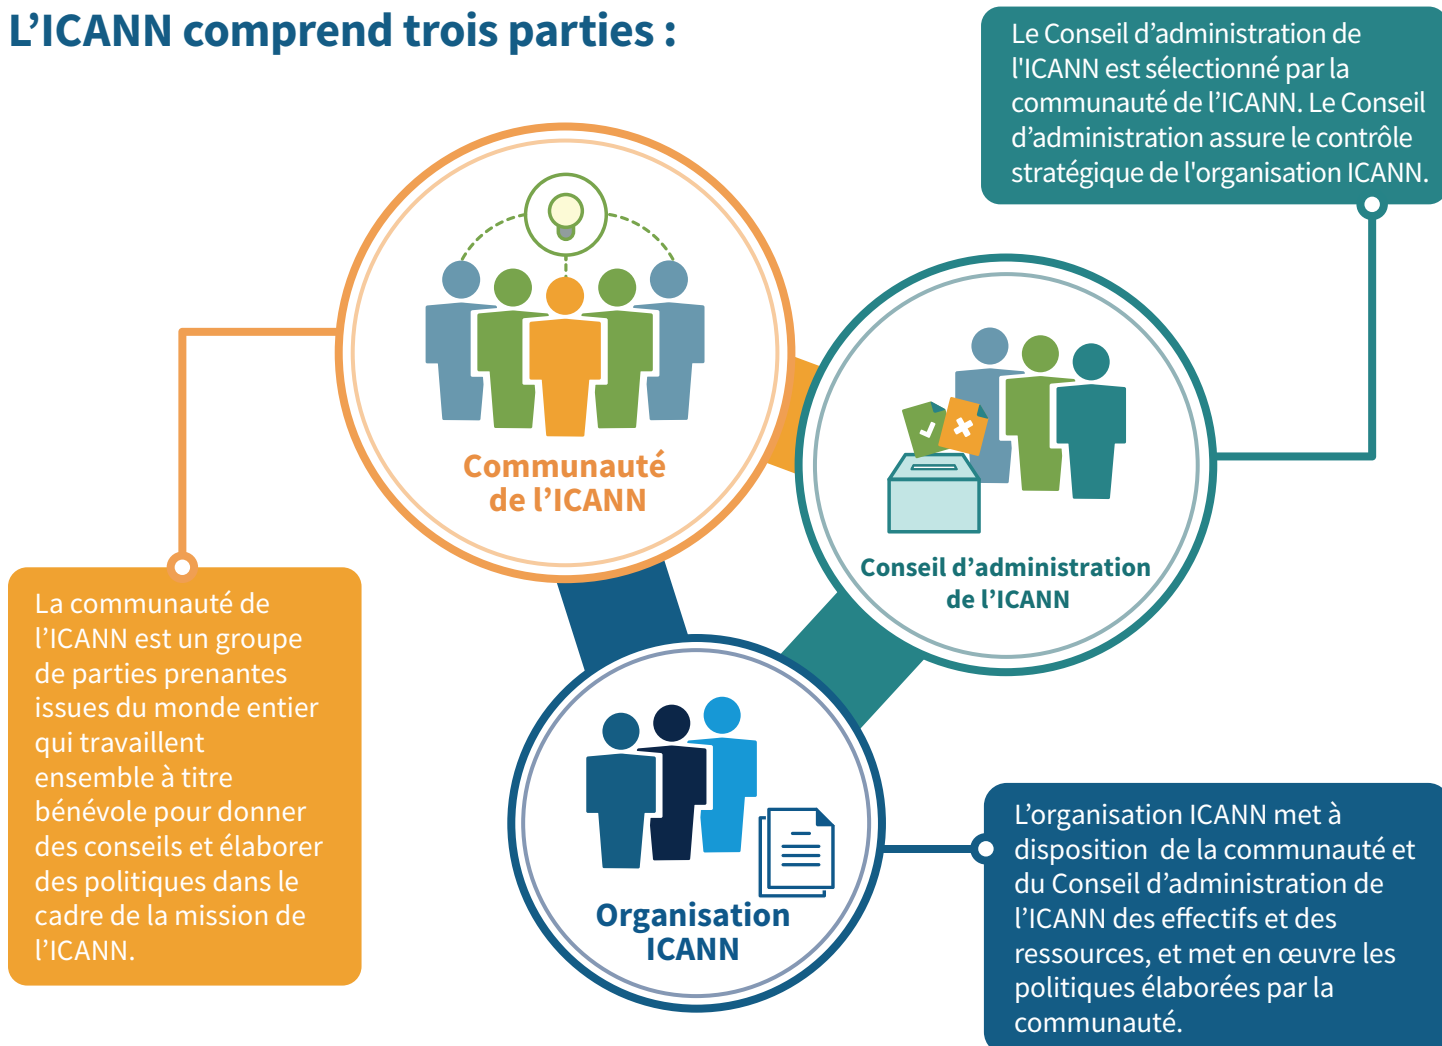 L’ICANN comprend trois parties :
Le Conseil d’administration de
l'ICANN est sélectionné par la
communauté de l’ICANN. Le Conseil
d’administration assure le contrôle
stratégique de l'organisation ICANN.
Communauté
de l’ICANN
Conseil d’administration
de l’ICANN
La communauté de
l’ICANN est un groupe
de parties prenantes
issues du monde entier
qui travaillent
ensemble à titre
bénévole pour donner
des conseils et élaborer
des politiques dans le
cadre de la mission de
l’ICANN.
Organisation
ICANN
L’organisation ICANN met à
disposition  de la communauté et
du Conseil d’administration de
l’ICANN des effectifs et des
ressources, et met en œuvre les
politiques élaborées par la
communauté.